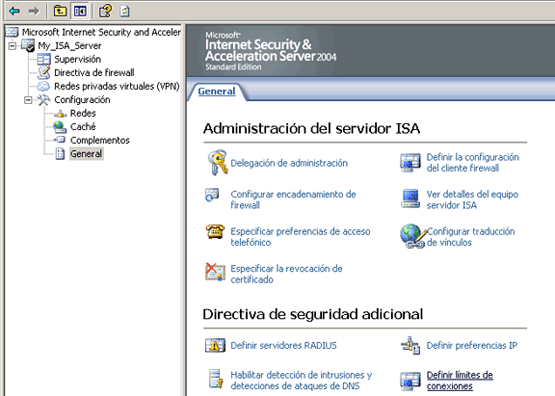 Microsoft Internet Security and Acceler
My_ISA_Server
Supervisión
Directiva de firewall
Redes privadas virtuales (VPN)
Configuración
Redes
Caché
Complementos
General
Microsoft®
Internet Security &
Acceleration Server2004
Standard Edition
General
Administración del servidor ISA
Delegación de administración
Definir la configuración
del cliente firewall
Configurar encadenamiento de
firewall
Ver detalles del equipo
servidor ISA
Especificar preferencias de acceso
telefónico
Configurar traducción
de vínculos
Especificar la revocación de
certificado
Directiva de seguridad adicional
Definir servidores RADIUS
Definir preferencias IP
Habilitar detección de intrusiones y
detecciones de ataques de DNS
Definir límites de
conexiones